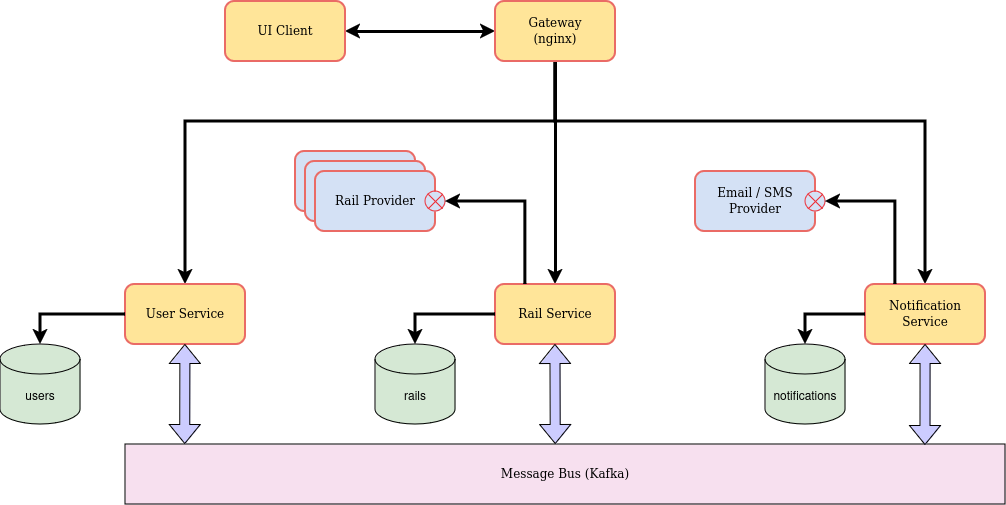 UI Client
Gateway
(nginx)
Rail Provider
Email / SMS
Provider
User Service
Rail Service
Notification
Service
users
rails
notifications
Message Bus (Kafka)